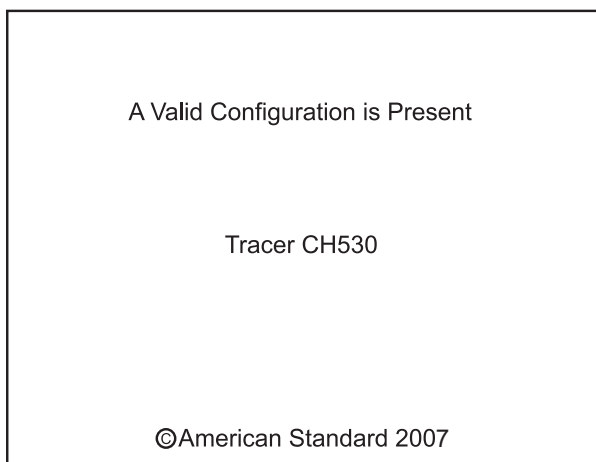 A Valid Configuration is Present
Tracer CH530
©American Standard 2007